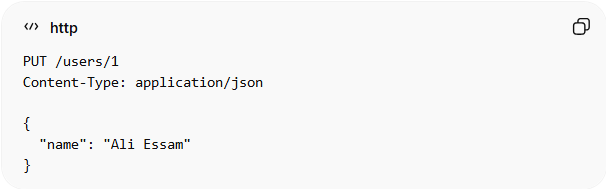 http
PUT /users/1
Content-Type: application/json
{
"name": "Ali Essam"
}